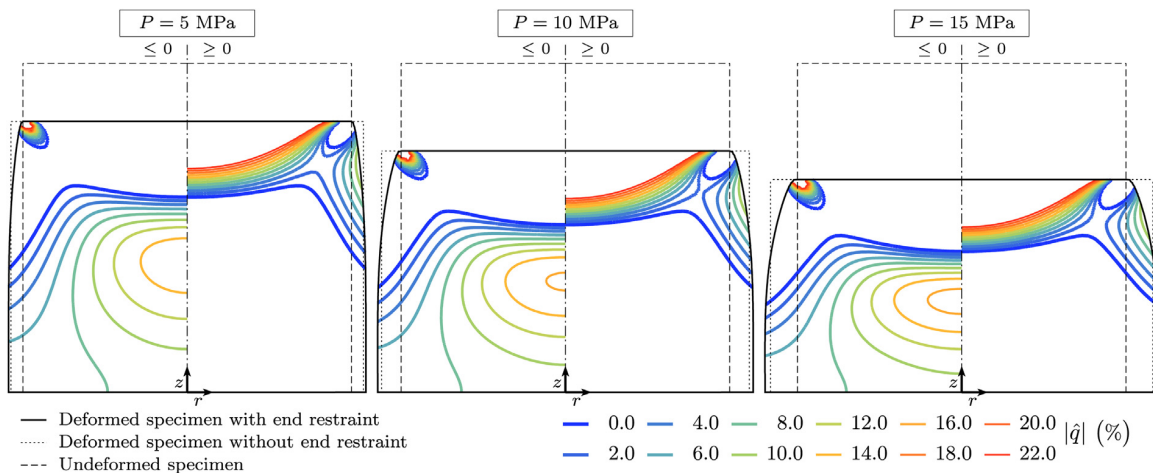 P = 5 MPa
≤ 0 ≥ 0
P = 10 MPa
≤ 0 ≥ 0
P = 15 MPa
≤ 0 ≥ 0
z
r
z
r
z
r
Deformed specimen with end restraint
Deformed specimen without end restraint
Undeformed specimen
0.0 4.0 8.0 12.0 16.0 20.0
2.0 6.0 10.0 14.0 18.0 22.0
|q̂| (%)